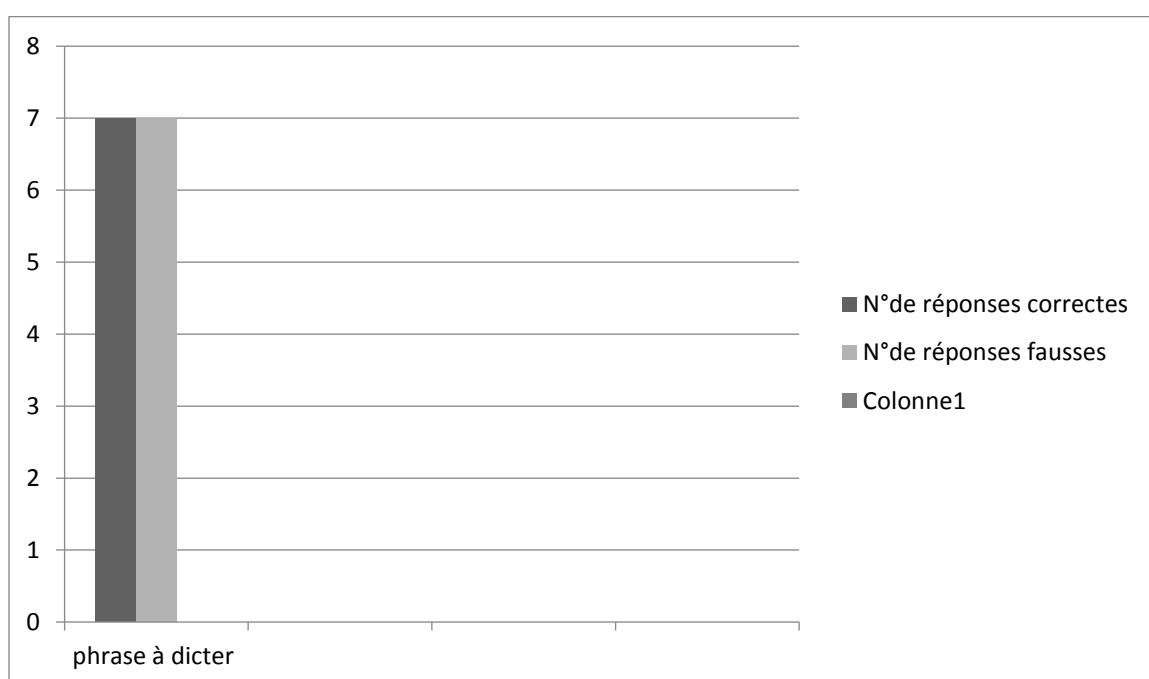 8
7
6
5
4
3
2
1
0
phrase à dicter
N°de réponses correctes
N°de réponses fausses
Colonne1